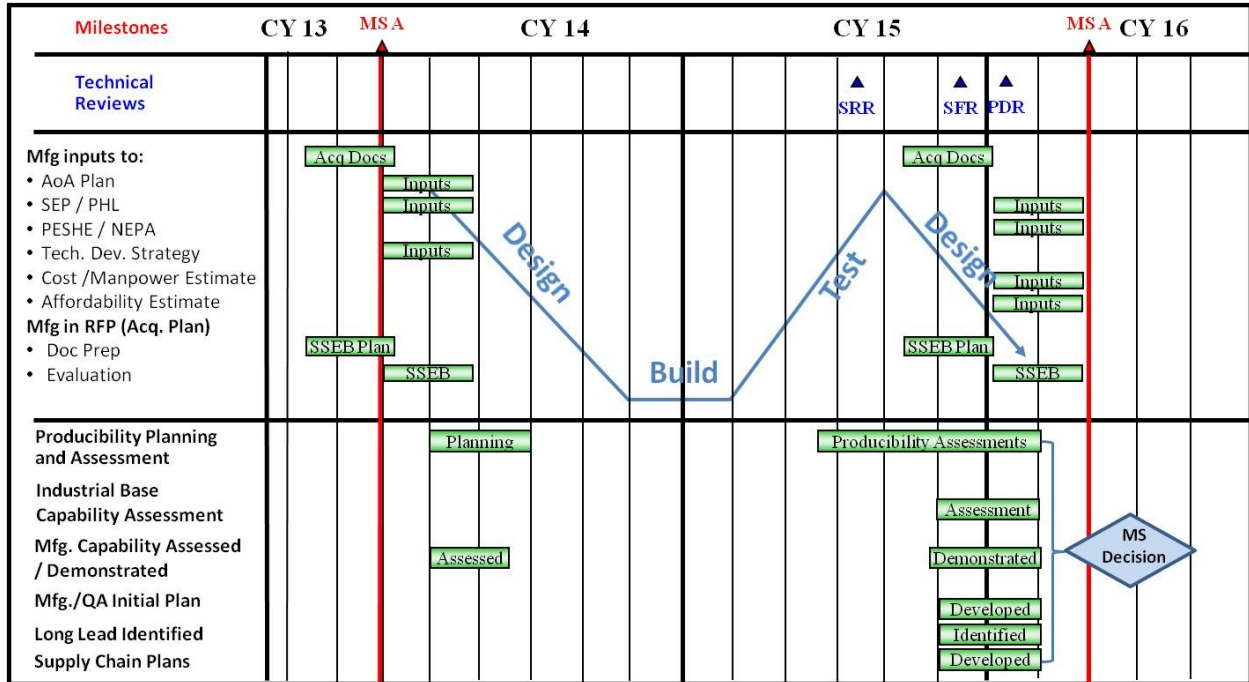 Milestones
CY 13
MS A
CY 14
CY 15
MS A
CY 16
Technical
Reviews
SRR
SFR
PDR
Mfg inputs to:
• AoA Plan
• SEP / PHL
• PESHE / NEPA
• Tech. Dev. Strategy
• Cost /Manpower Estimate
• Affordability Estimate
Mfg in RFP (Acq. Plan)
• Doc Prep
• Evaluation
Acq Docs
Inputs
Inputs
Inputs
SSEB Plan
SSEB
Design
Build
Test
Design
Acq Docs
Inputs
Inputs
Inputs
Inputs
SSEB Plan
SSEB
Producibility Planning
and Assessment
Planning
Producibility Assessments
Industrial Base
Capability Assessment
Assessment
Mfg. Capability Assessed
/ Demonstrated
Assessed
Demonstrated
Mfg./QA Initial Plan
Developed
Long Lead Identified
Identified
Supply Chain Plans
Developed
MS
Decision